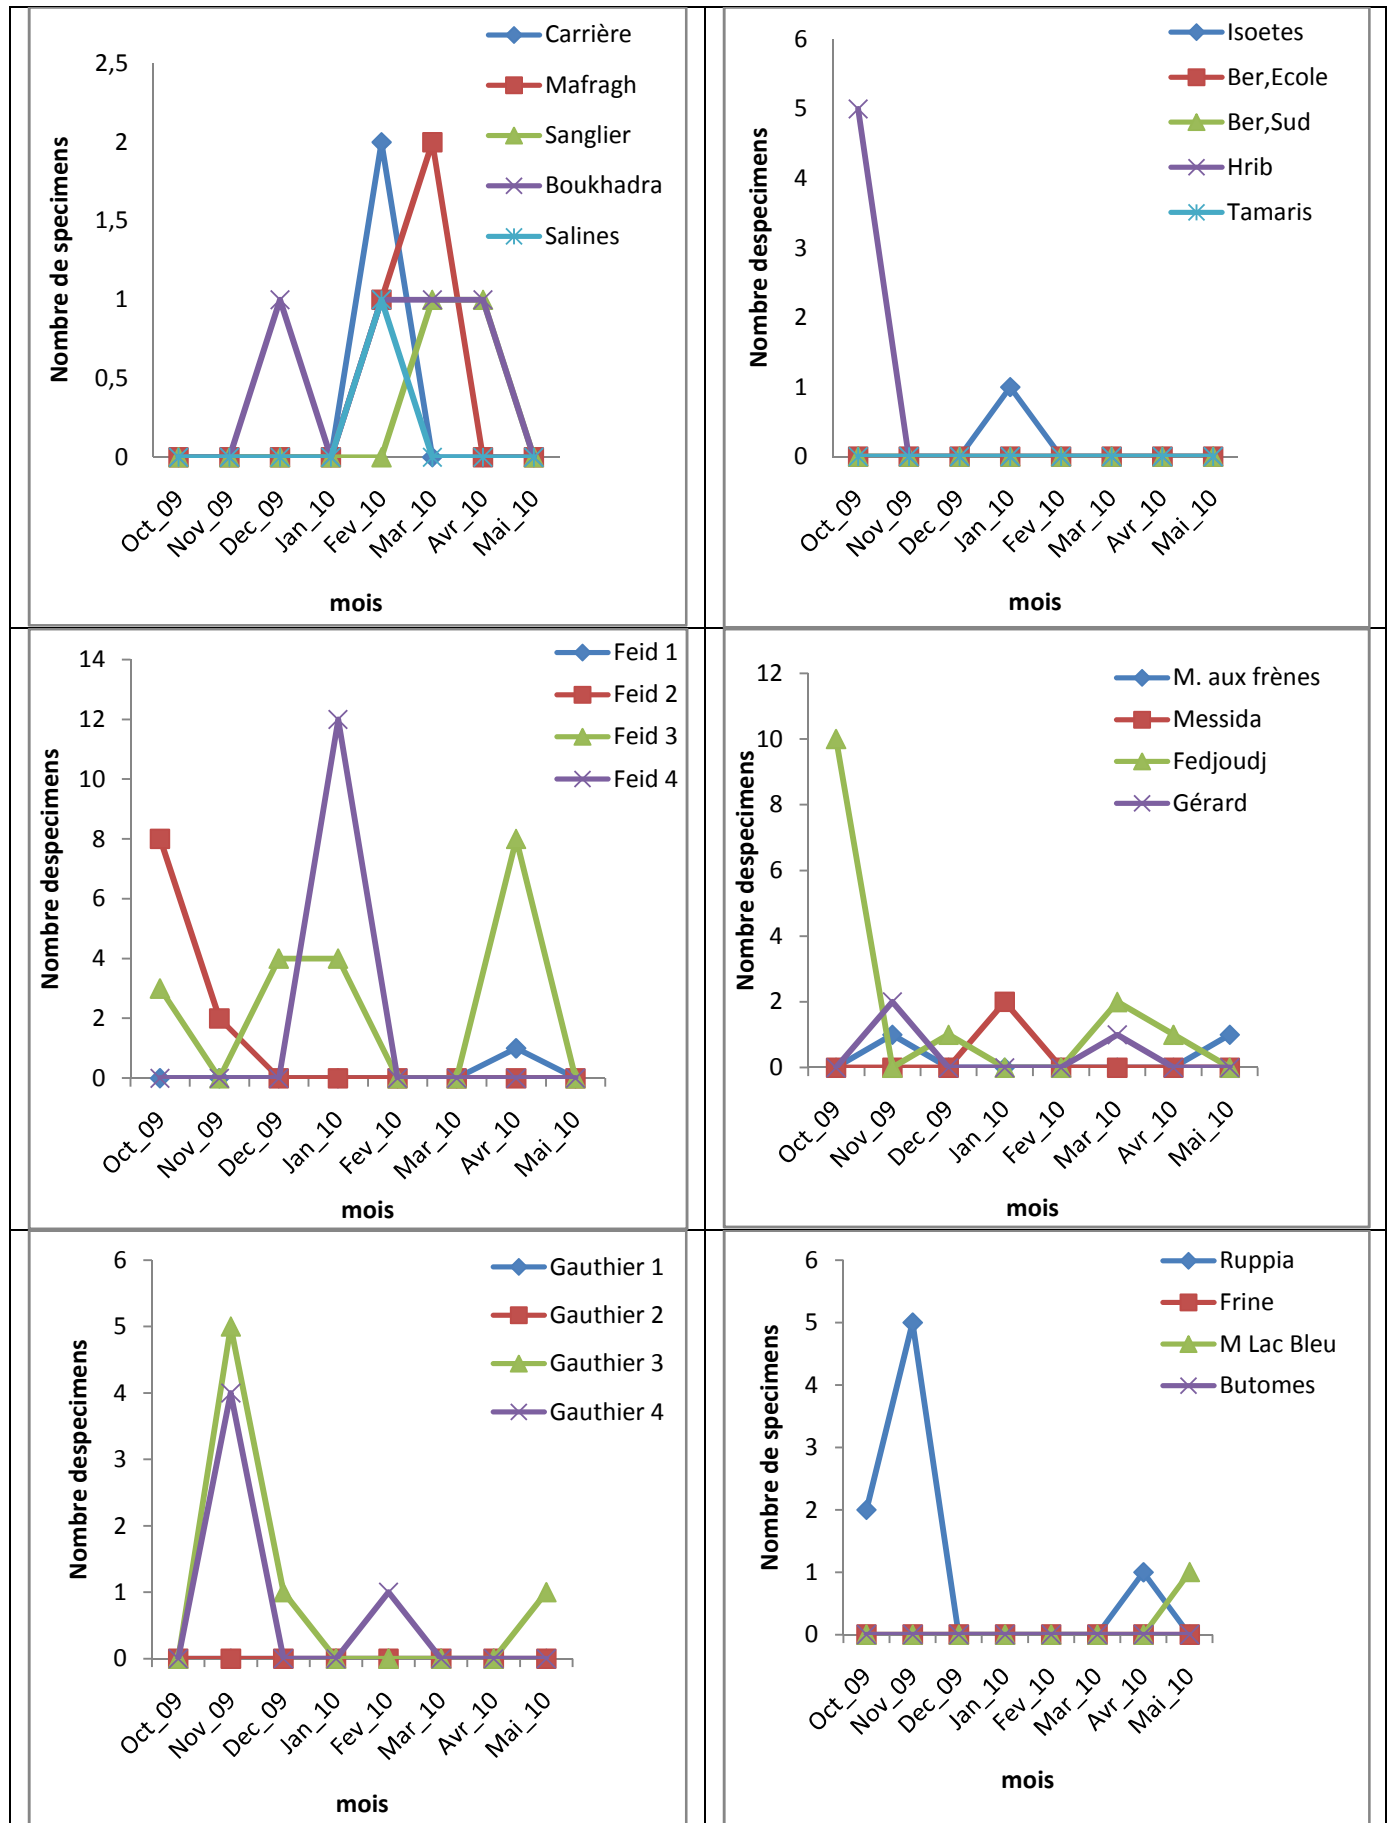 Carrière
Mafragh
Sanglier
Boukhadra
Salines
2,5
2
1,5
1
0,5
0
Nombre de specimens
Oct_09
Nov_09
Dec_09
Jan_10
Fev_10
Mar_10
Avr_10
Mai_10
mois
Isoetes
Ber,Ecole
Ber,Sud
Hrib
Tamaris
6
5
4
3
2
1
0
Nombre despecimens
Oct_09
Nov_09
Dec_09
Jan_10
Fev_10
Mar_10
Avr_10
Mai_10
mois
Feid 1
Feid 2
Feid 3
Feid 4
14
12
10
8
6
4
2
0
Nombre despecimens
Oct_09
Nov_09
Dec_09
Jan_10
Fev_10
Mar_10
Avr_10
Mai_10
mois
M. aux frènes
Messida
Fedjoudj
Gérard
12
10
8
6
4
2
0
Nombre despecimens
Oct_09
Nov_09
Dec_09
Jan_10
Fev_10
Mar_10
Avr_10
Mai_10
mois
Gauthier 1
Gauthier 2
Gauthier 3
Gauthier 4
6
5
4
3
2
1
0
Nombre despecimens
Oct_09
Nov_09
Dec_09
Jan_10
Fev_10
Mar_10
Avr_10
Mai_10
mois
Ruppia
Frine
M Lac Bleu
Butomes
6
5
4
3
2
1
0
Nombre de specimens
Oct_09
Nov_09
Dec_09
Jan_10
Fev_10
Mar_10
Avr_10
Mai_10
mois